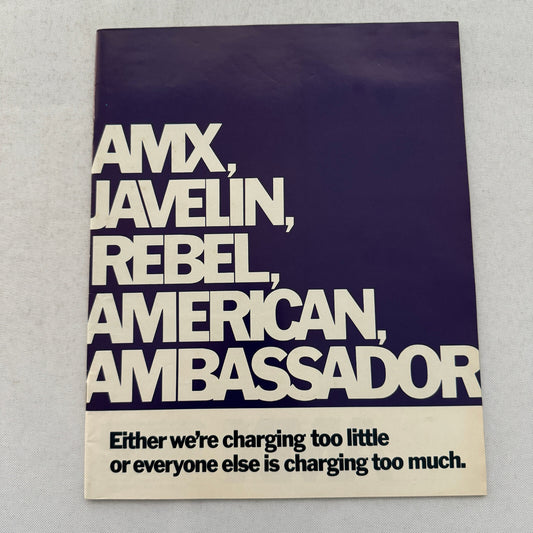 AMX,
JAVELIN,
REBEL,
AMERICAN,
AMBASSADOR
Either we're charging too little
or everyone else is charging too much.